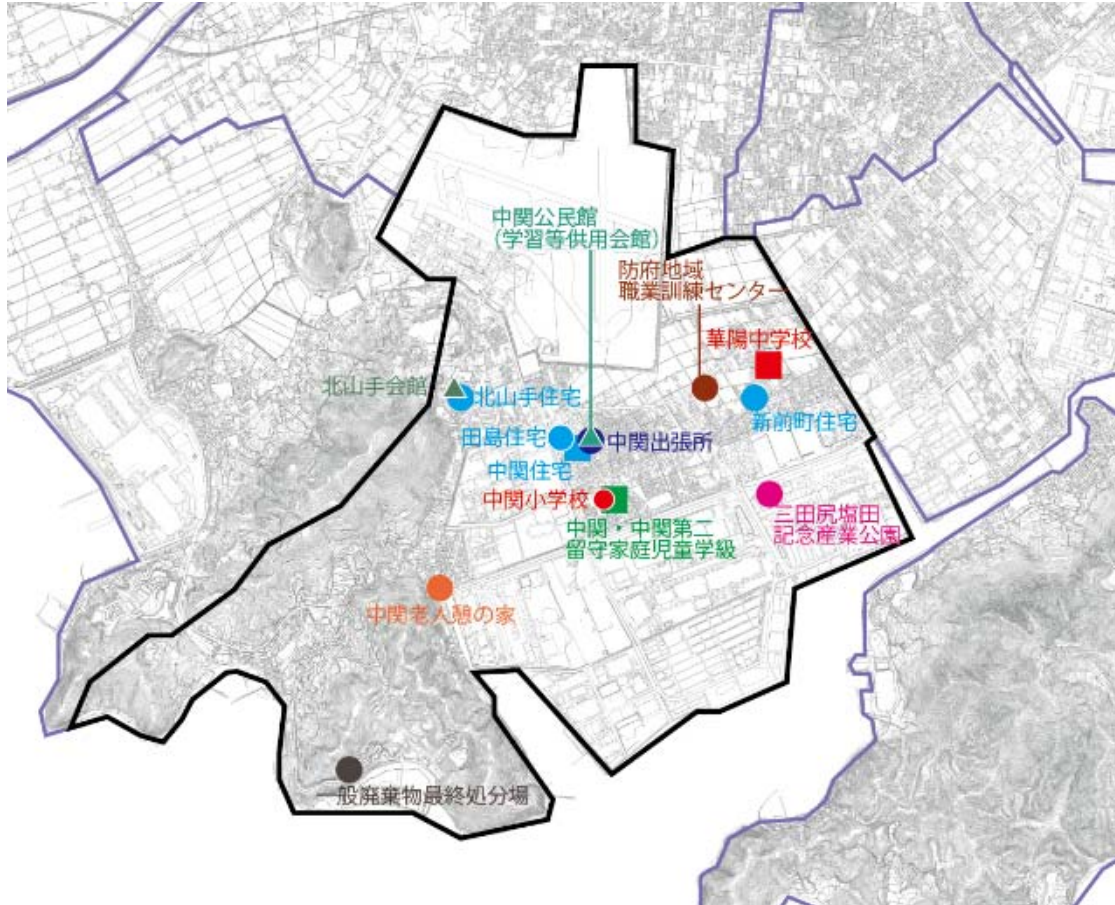 中関公民館
（学習等供用会館）
防府地域
職業訓練センター
華陽中学校
北山手会館
北山手住宅
新前町住宅
田島住宅
中関出張所
中関住宅
中関小学校
三田尻塩田
記念産業公園
中関・中関第二
留守家庭児童学級
中関老人憩の家
一般廃棄物最終処分場